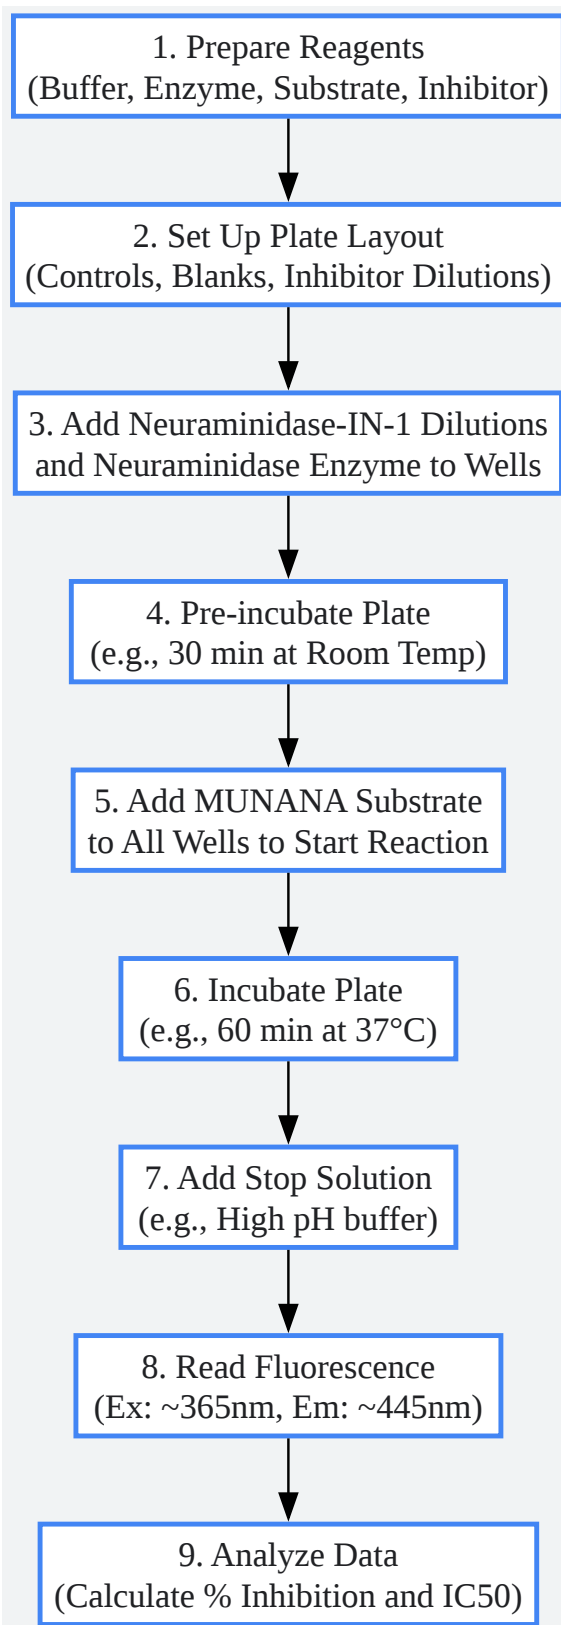 1. Prepare Reagents
(Buffer, Enzyme, Substrate, Inhibitor)
2. Set Up Plate Layout
(Controls, Blanks, Inhibitor Dilutions)
3. Add Neuraminidase-IN-1 Dilutions
and Neuraminidase Enzyme to Wells
4. Pre-incubate Plate
(e.g., 30 min at Room Temp)
5. Add MUNANA Substrate
to All Wells to Start Reaction
6. Incubate Plate
(e.g., 60 min at 37°C)
7. Add Stop Solution
(e.g., High pH buffer)
8. Read Fluorescence
(Ex: ~365nm, Em: ~445nm)
9. Analyze Data
(Calculate % Inhibition and IC50)